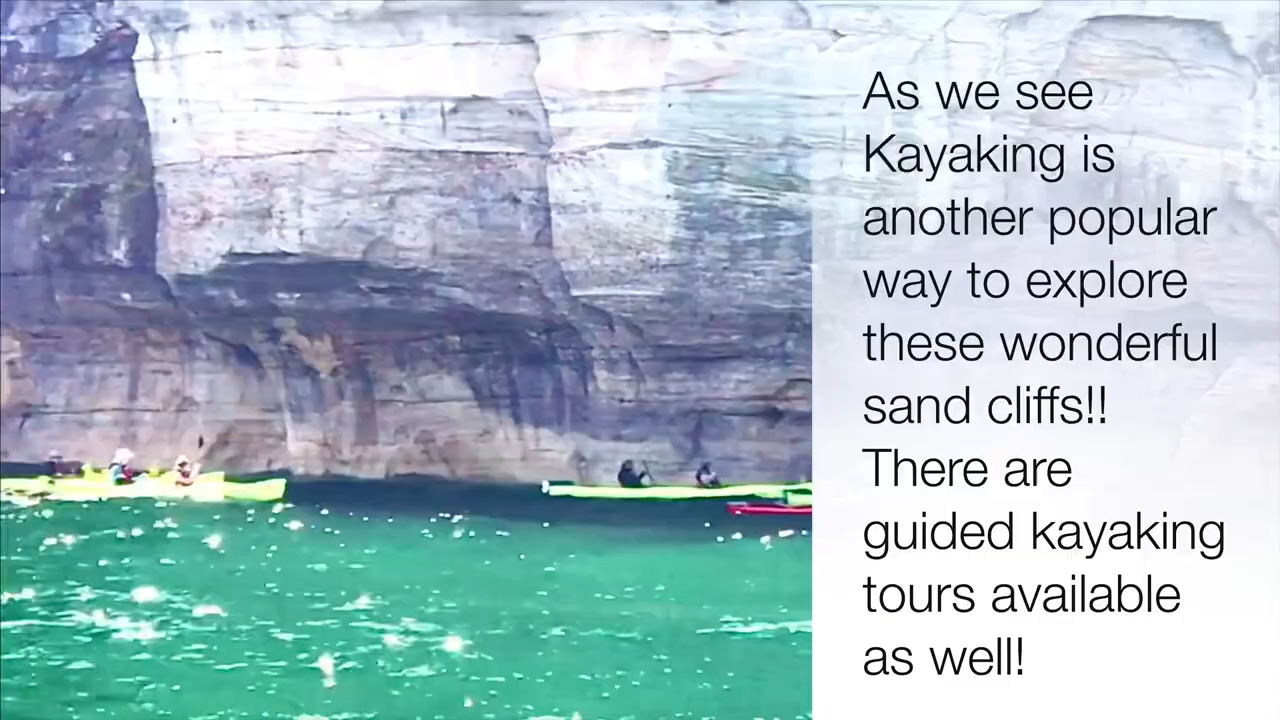 As we see
Kayaking is
another popular
way to explore
these wonderful
sand cliffs!!
There are
guided kayaking
tours available
as well!